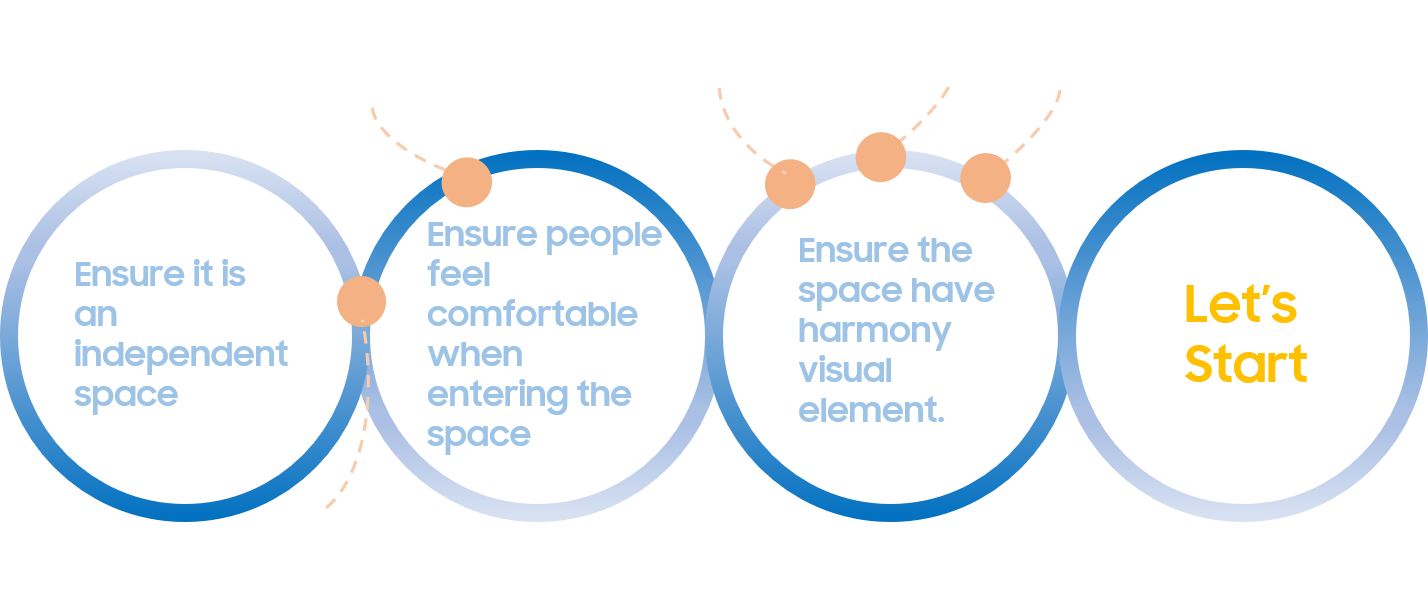 Ensure it is
an
independent
space
Ensure people
feel
comfortable
when
entering the
space
Ensure the
space have
harmony
visual
element.
Let's
Start